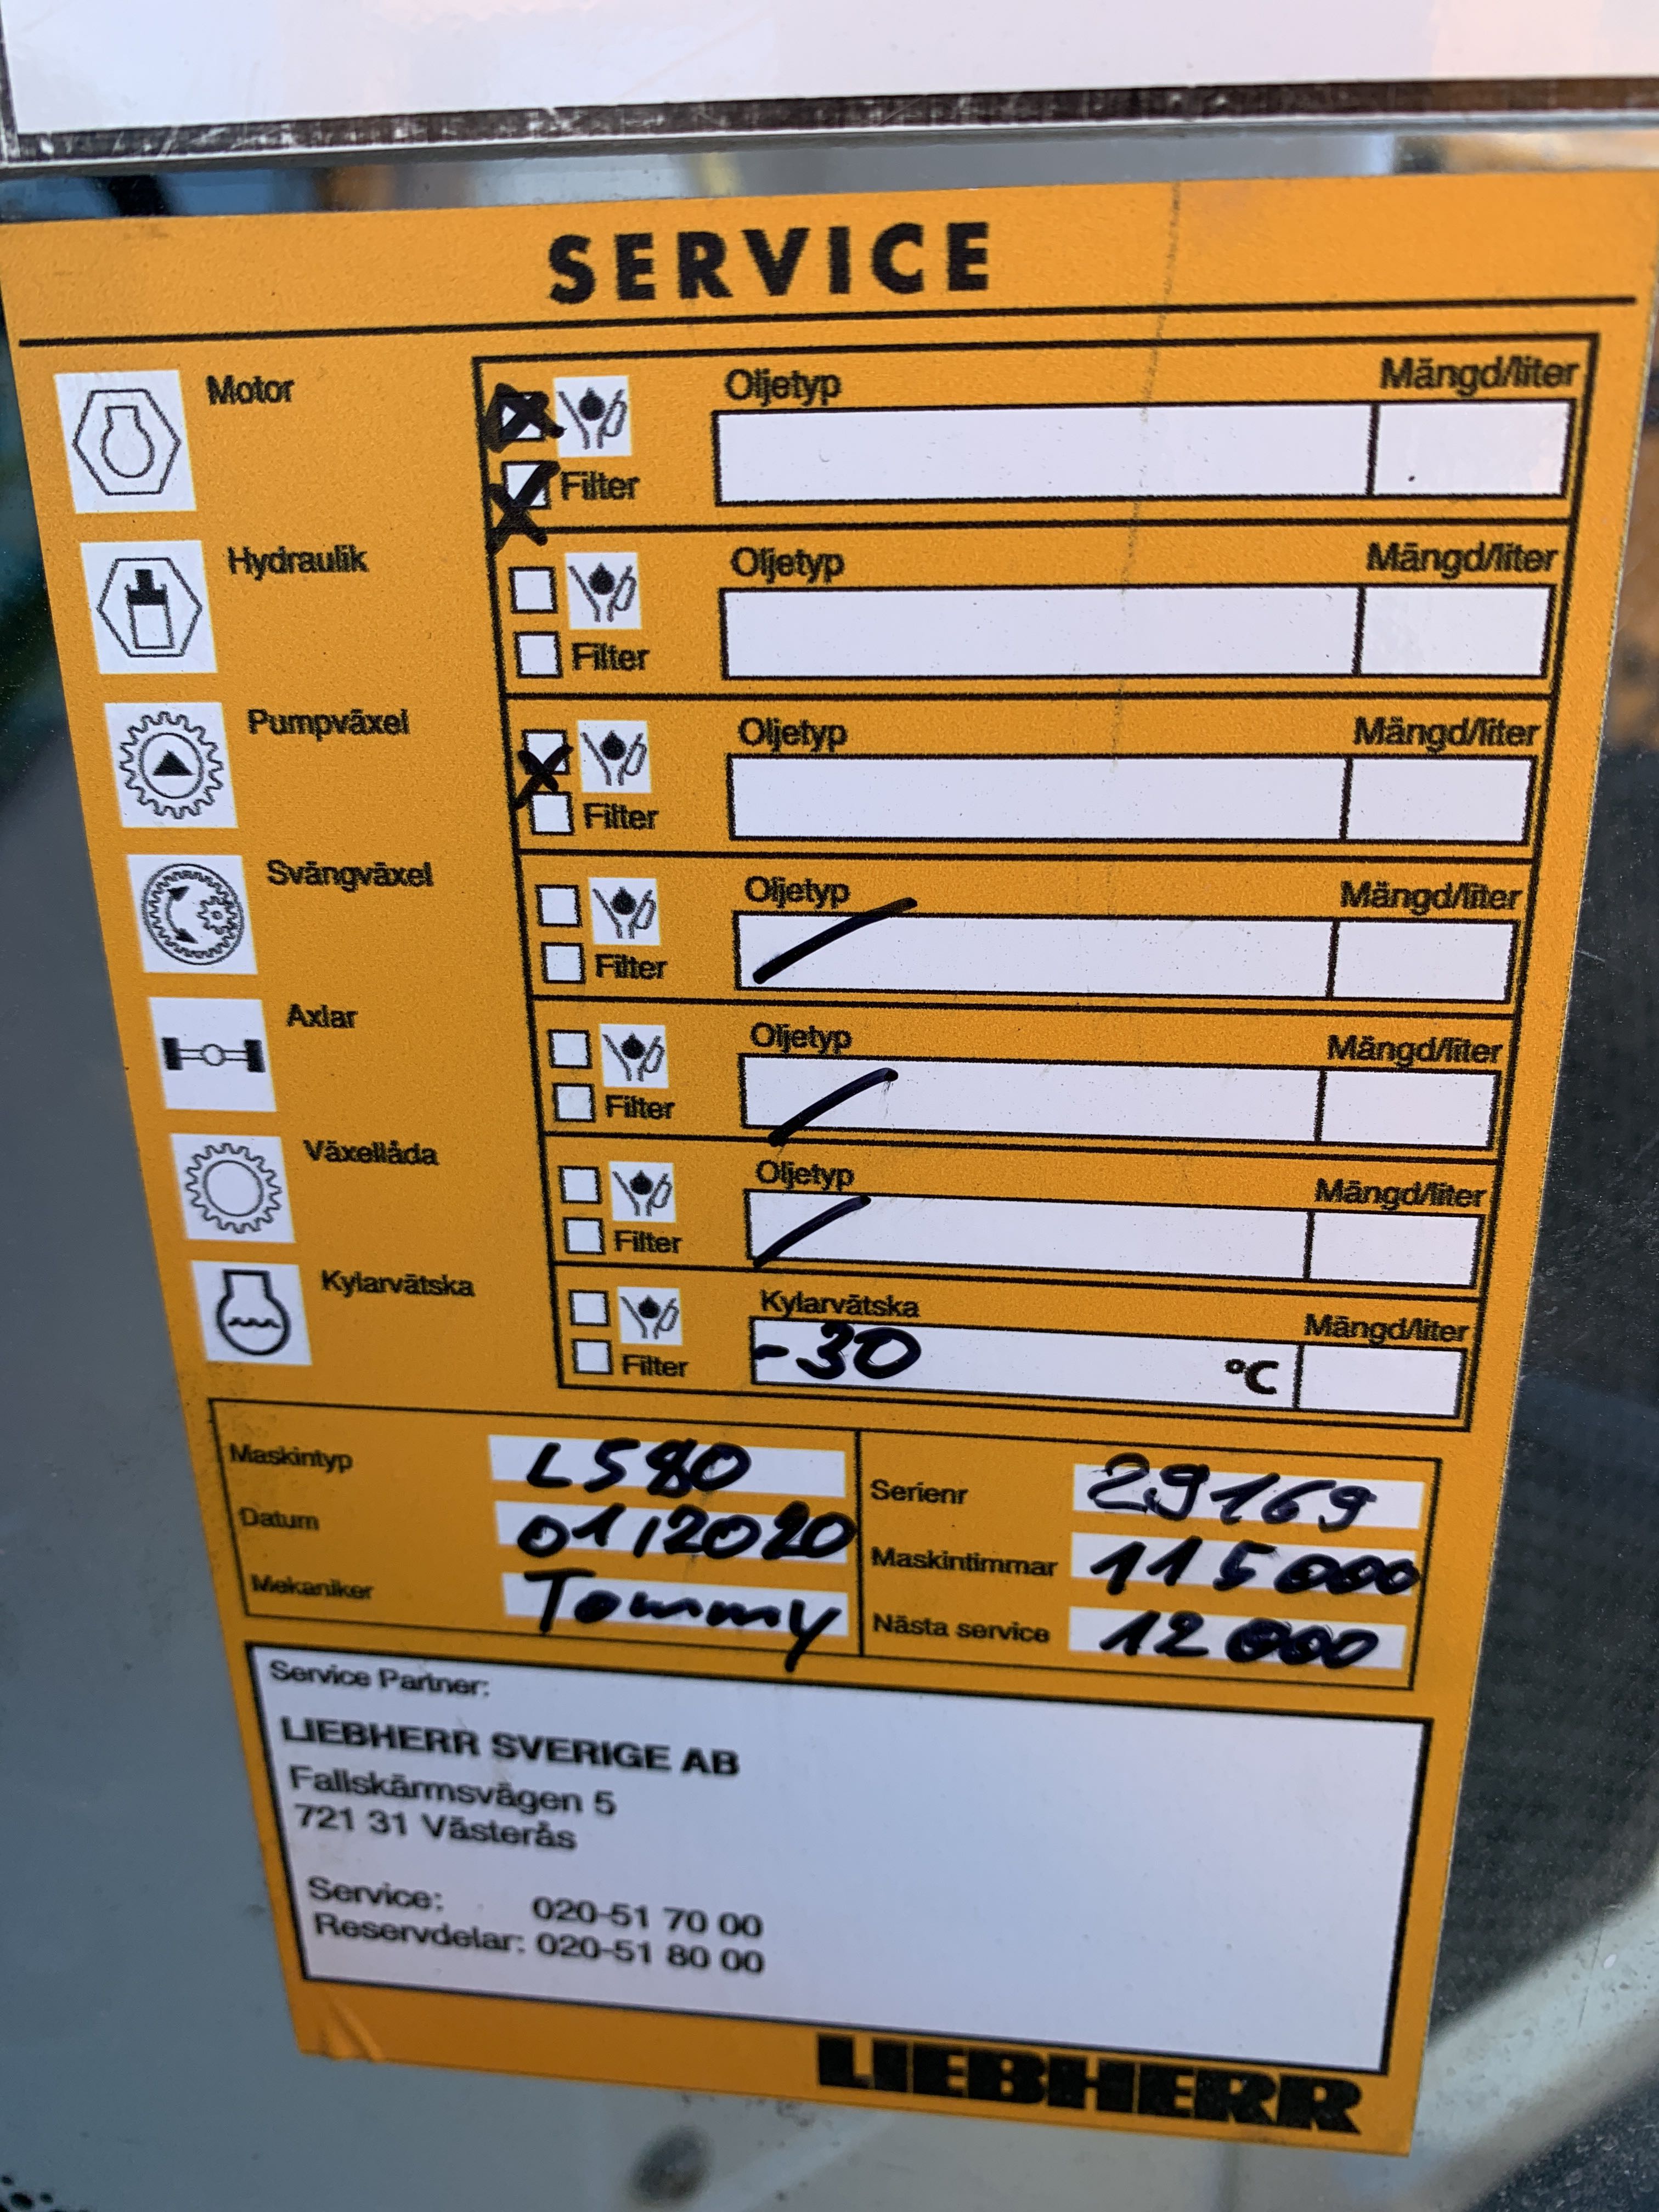 SERVICE
Motor
Oljetyp Mängd/liter
Filter
Hydraulik
Oljetyp Mängd/liter
Filter
Pumpväxel
Oljetyp Mängd/liter
Filter
Svängväxel
Oljetyp Mängd/liter
Filter
Axlar
Oljetyp Mängd/liter
Filter
Växellåda
Oljetyp Mängd/liter
Filter
Kylarvätska
Kylarvätska Mängd/liter
-30 °C
Filter
Maskintyp L580 Serienr 29169
Datum 01/2020 Maskintimmar 115000
Mekaniker Tommy Nästa service 12000
Service Partner:
LIEBHERR SVERIGE AB
Fallskärmsvägen 5
721 31 Västerås
Service: 020-51 70 00
Reservdelar: 020-51 80 00
LIEBHERR